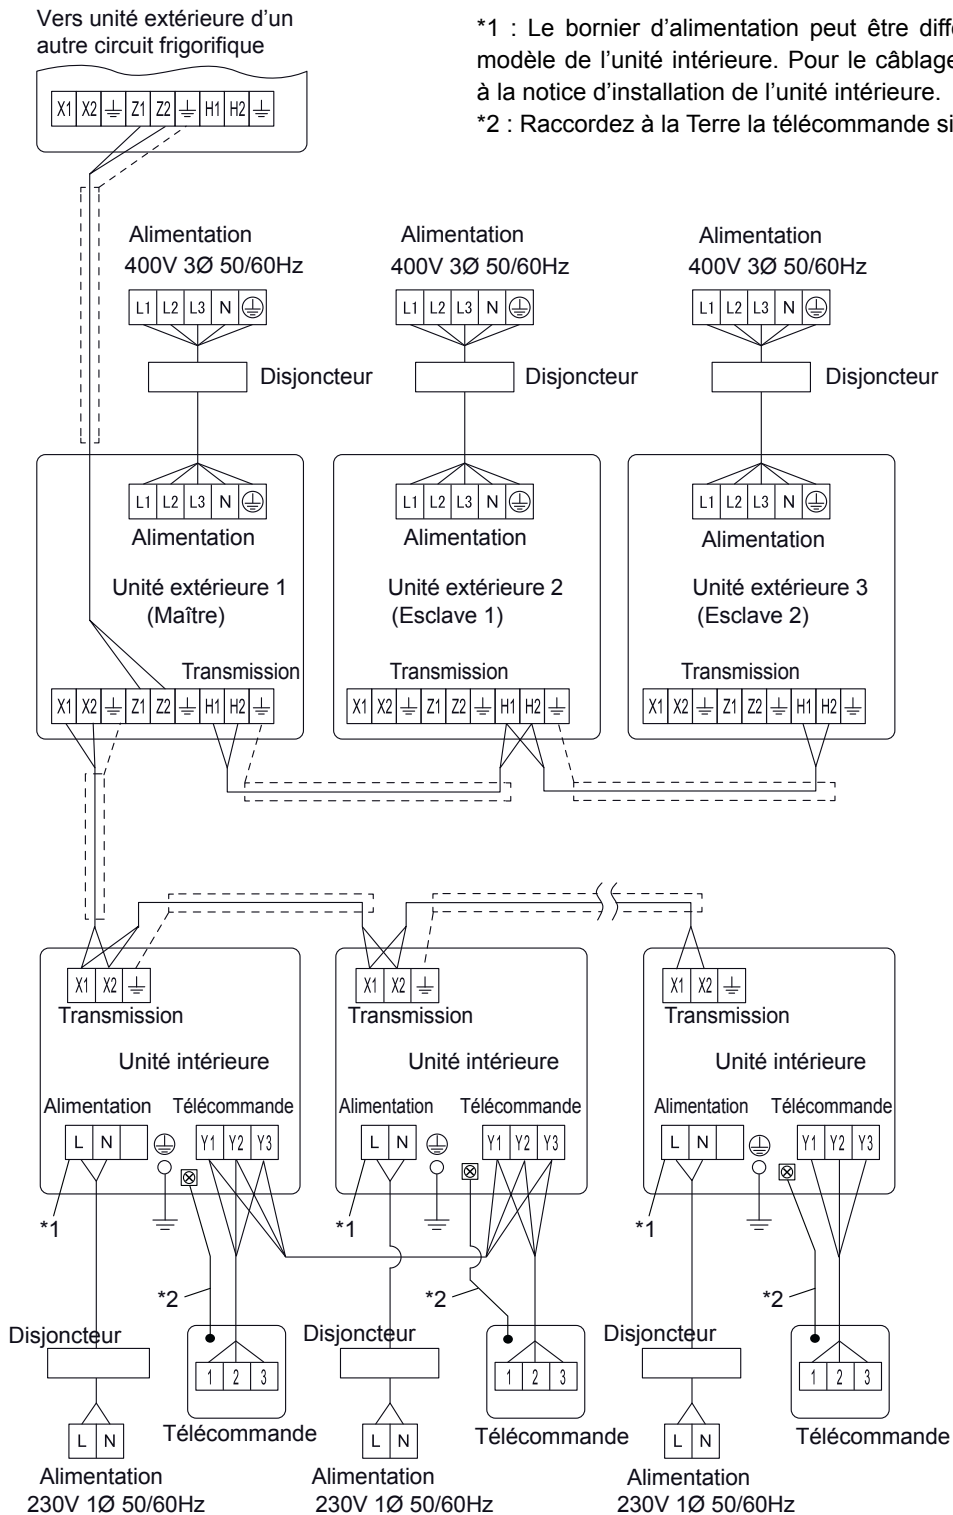 Vers unité extérieure d’un
autre circuit frigorifique
*1 : Le bornier d’alimentation peut être
modèle de l’unité intérieure. Pour le câblage
à la notice d’installation de l’unité intérieure.
*2 : Raccordez à la Terre la télécommande si
X1 X2 Z1 Z2 H1 H2
Alimentation
400V 3Ø 50/60Hz
Alimentation
400V 3Ø 50/60Hz
Alimentation
400V 3Ø 50/60Hz
L1 L2 L3 N
L1 L2 L3 N
L1 L2 L3 N
Disjoncteur
Disjoncteur
Disjoncteur
L1 L2 L3 N
L1 L2 L3 N
L1 L2 L3 N
Alimentation
Alimentation
Alimentation
Unité extérieure 1
(Maître)
Unité extérieure 2
(Esclave 1)
Unité extérieure 3
(Esclave 2)
Transmission
Transmission
Transmission
X1 X2 Z1 Z2 H1 H2
X1 X2 Z1 Z2 H1 H2
X1 X2 Z1 Z2 H1 H2
X1 X2
X1 X2
X1 X2
Transmission
Transmission
Transmission
Unité intérieure
Unité intérieure
Unité intérieure
Alimentation Télécommande
Alimentation Télécommande
Alimentation Télécommande
L N Y1 Y2 Y3
L N Y1 Y2 Y3
L N Y1 Y2 Y3
*1
*1
*1
*2
*2
*2
Disjoncteur
Disjoncteur
Disjoncteur
1 2 3
1 2 3
1 2 3
L N
Télécommande
L N
Télécommande
L N
Télécommande
Alimentation
230V 1Ø 50/60Hz
Alimentation
230V 1Ø 50/60Hz
Alimentation
230V 1Ø 50/60Hz